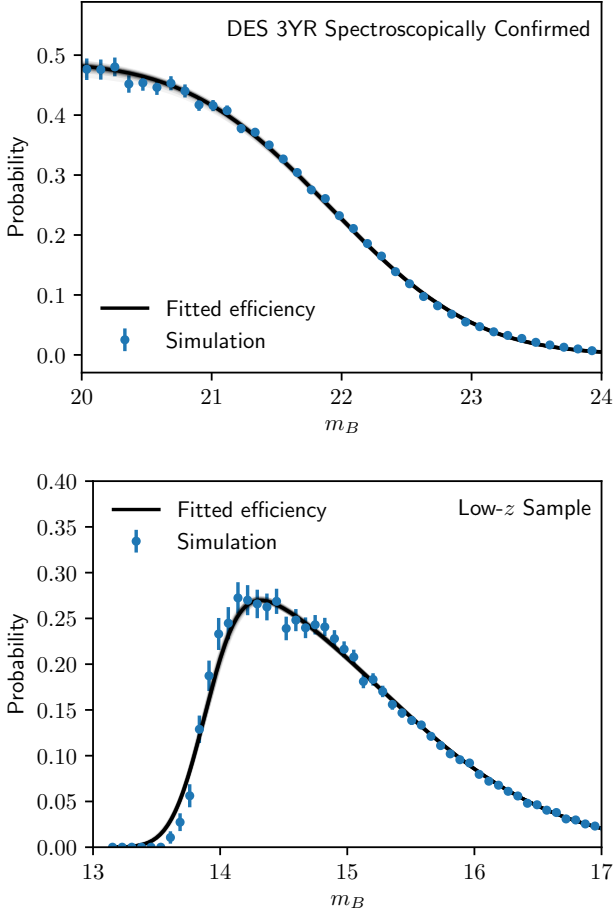 DES 3YR Spectroscopically Confirmed
0.5
0.4
0.3
0.2
0.1
0.0
Probability
Fitted efficiency
Simulation
20 21 22 23 24
m_B
0.40
0.35
0.30
0.25
0.20
0.15
0.10
0.05
0.00
Probability
Fitted efficiency
Simulation
Low-z Sample
13 14 15 16 17
m_B